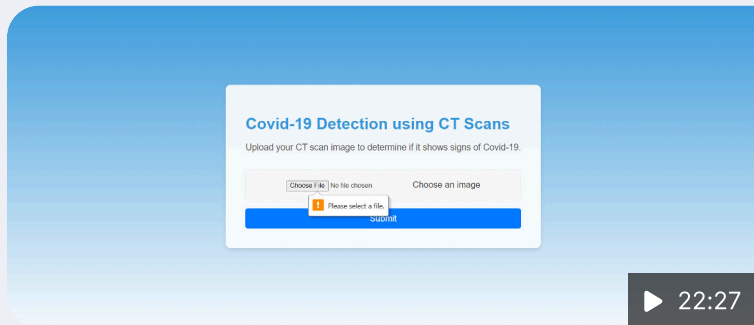 Covid-19 Detection using CT Scans
Upload your CT scan image to determine if it shows signs of Covid-19.
Choose File No file chosen Choose an image
Please select a file.
Submit
22:27